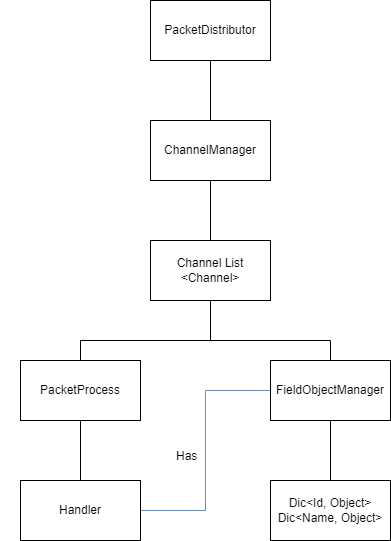 PacketDistributor
ChannelManager
Channel List
<Channel>
PacketProcess
FieldObjectManager
Has
Handler
Dic<Id, Object>
Dic<Name, Object>